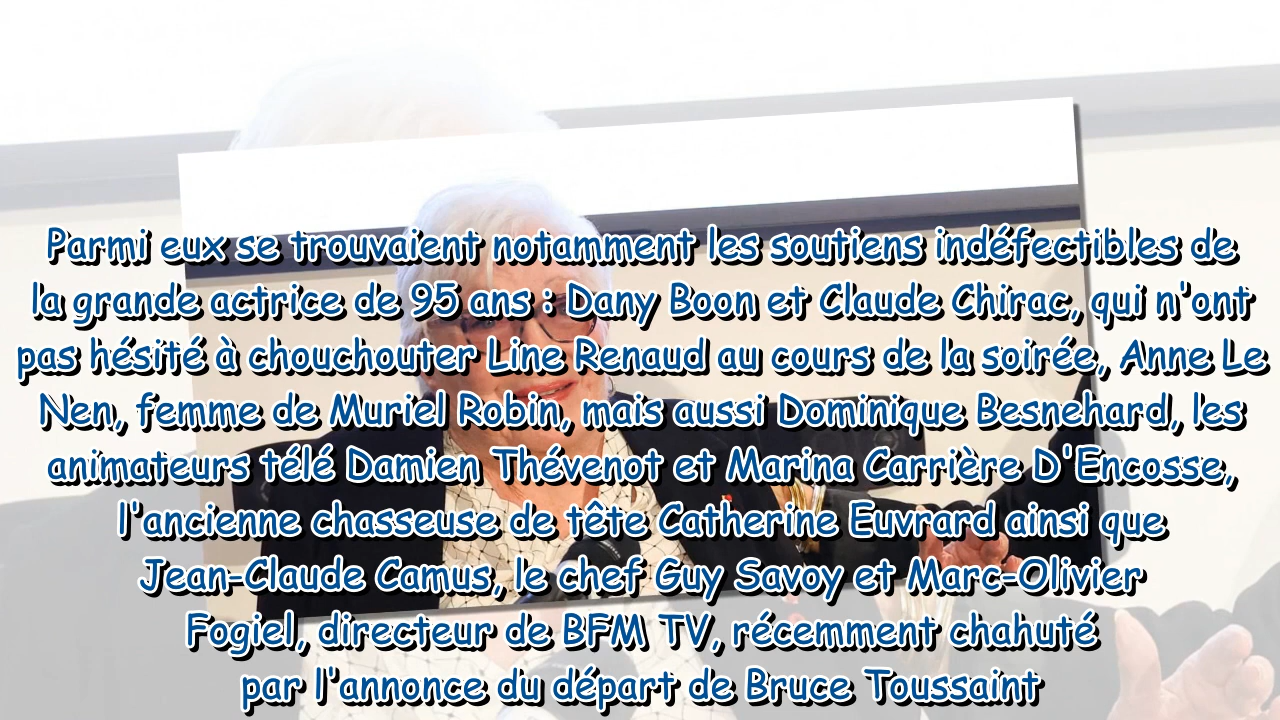 Parmi eux se trouvaient notamment les soutiens indéfectibles de
la grande actrice de 95 ans : Dany Boon et Claude Chirac, qui n'ont
pas hésité à chouchouter Line Renaud au cours de la soirée, Anne Le
Nen, femme de Muriel Robin, mais aussi Dominique Besnehard, les
animateurs télé Damien Thévenot et Marina Carrière D'Encosse,
l'ancienne chasseuse de tête Catherine Euvrard ainsi que
Jean-Claude Camus, le chef Guy Savoy et Marc-Olivier
Fogiel, directeur de BFM TV, récemment chahuté
par l'annonce du départ de Bruce Toussaint